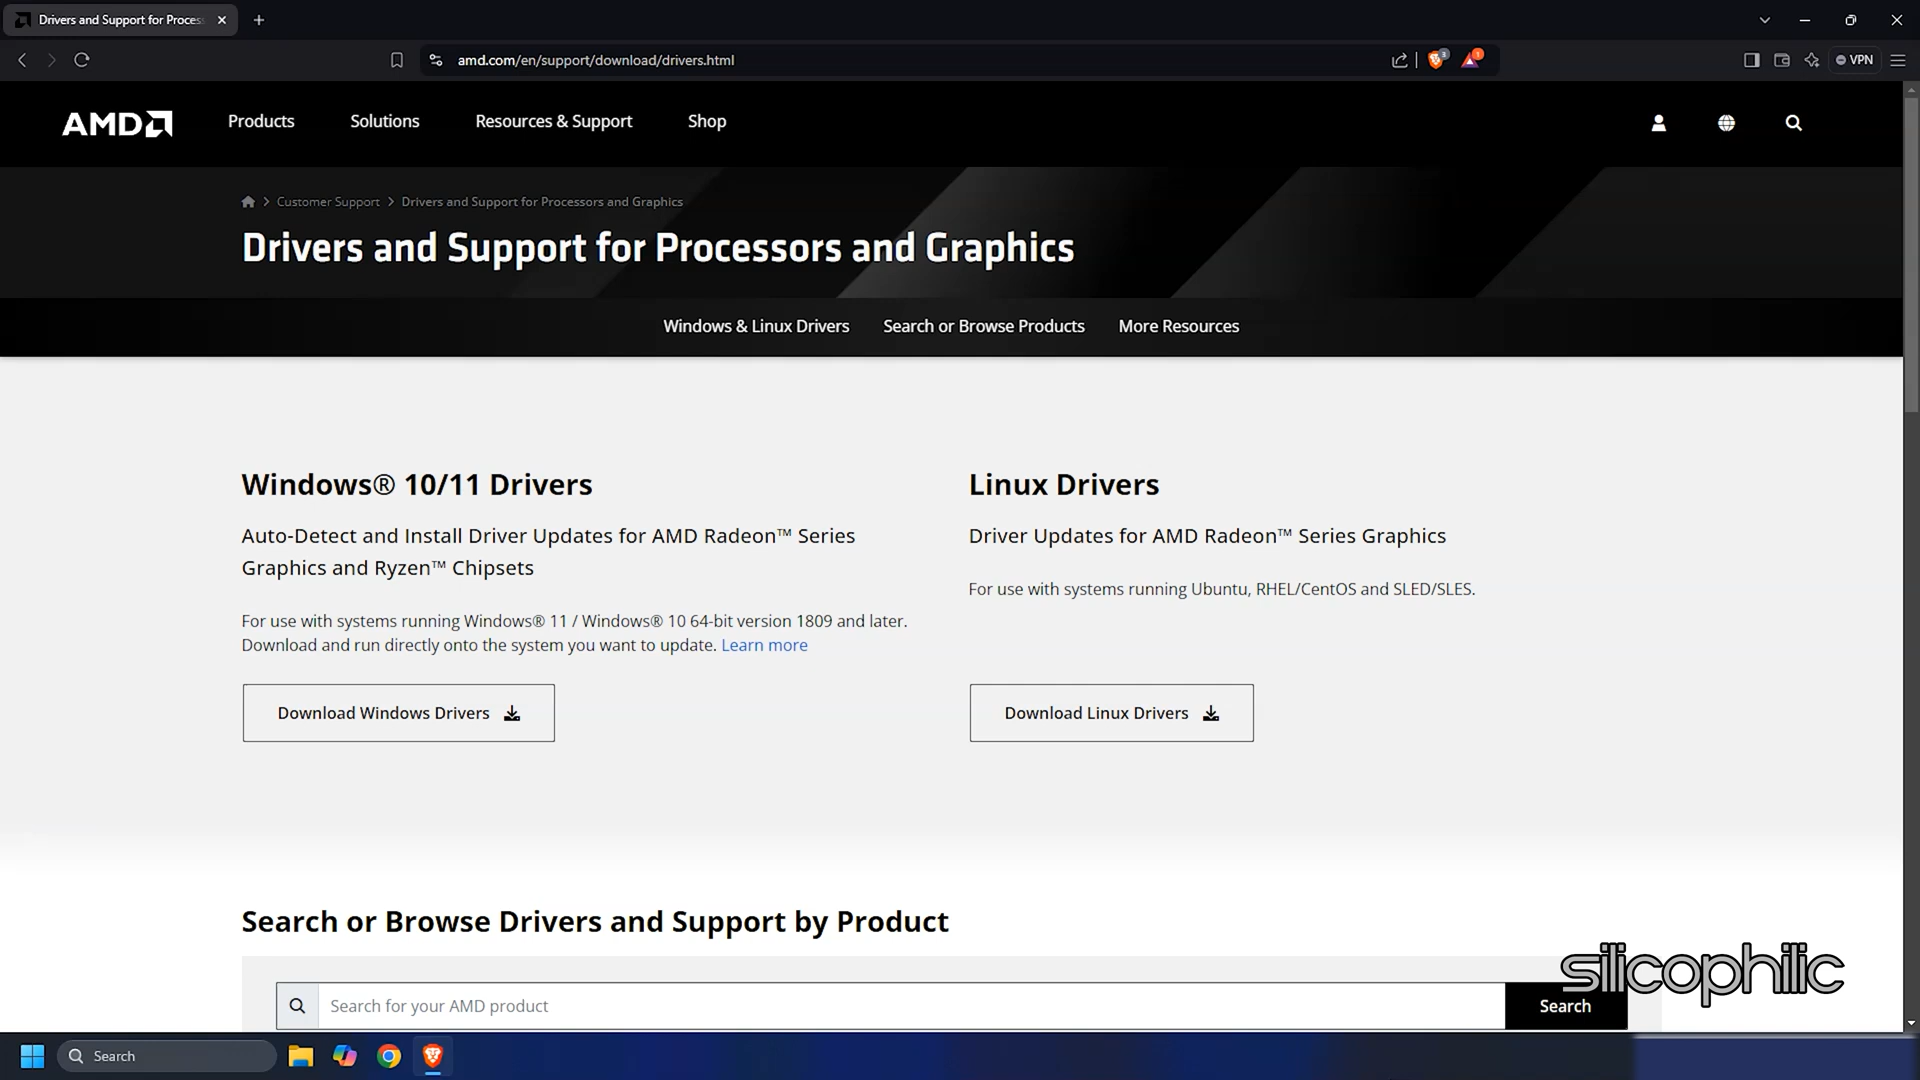 Drivers and Support for Process
amd.com/en/support/download/drivers.html
3
1
VPN
AMD
Products
Solutions
Resources & Support
Shop
Customer Support
Drivers and Support for Processors and Graphics
Drivers and Support for Processors and Graphics
Windows & Linux Drivers
Search or Browse Products
More Resources
Windows® 10/11 Drivers
Auto-Detect and Install Driver Updates for AMD Radeon™ Series
Graphics and Ryzen™ Chipsets
For use with systems running Windows® 11 / Windows® 10 64-bit version 1809 and later.
Download and run directly onto the system you want to update. Learn more
Download Windows Drivers
Linux Drivers
Driver Updates for AMD Radeon™ Series Graphics
For use with systems running Ubuntu, RHEL/CentOS and SLED/SLES.
Download Linux Drivers
Search or Browse Drivers and Support by Product
Search for your AMD product
Search
silicophilic
Search